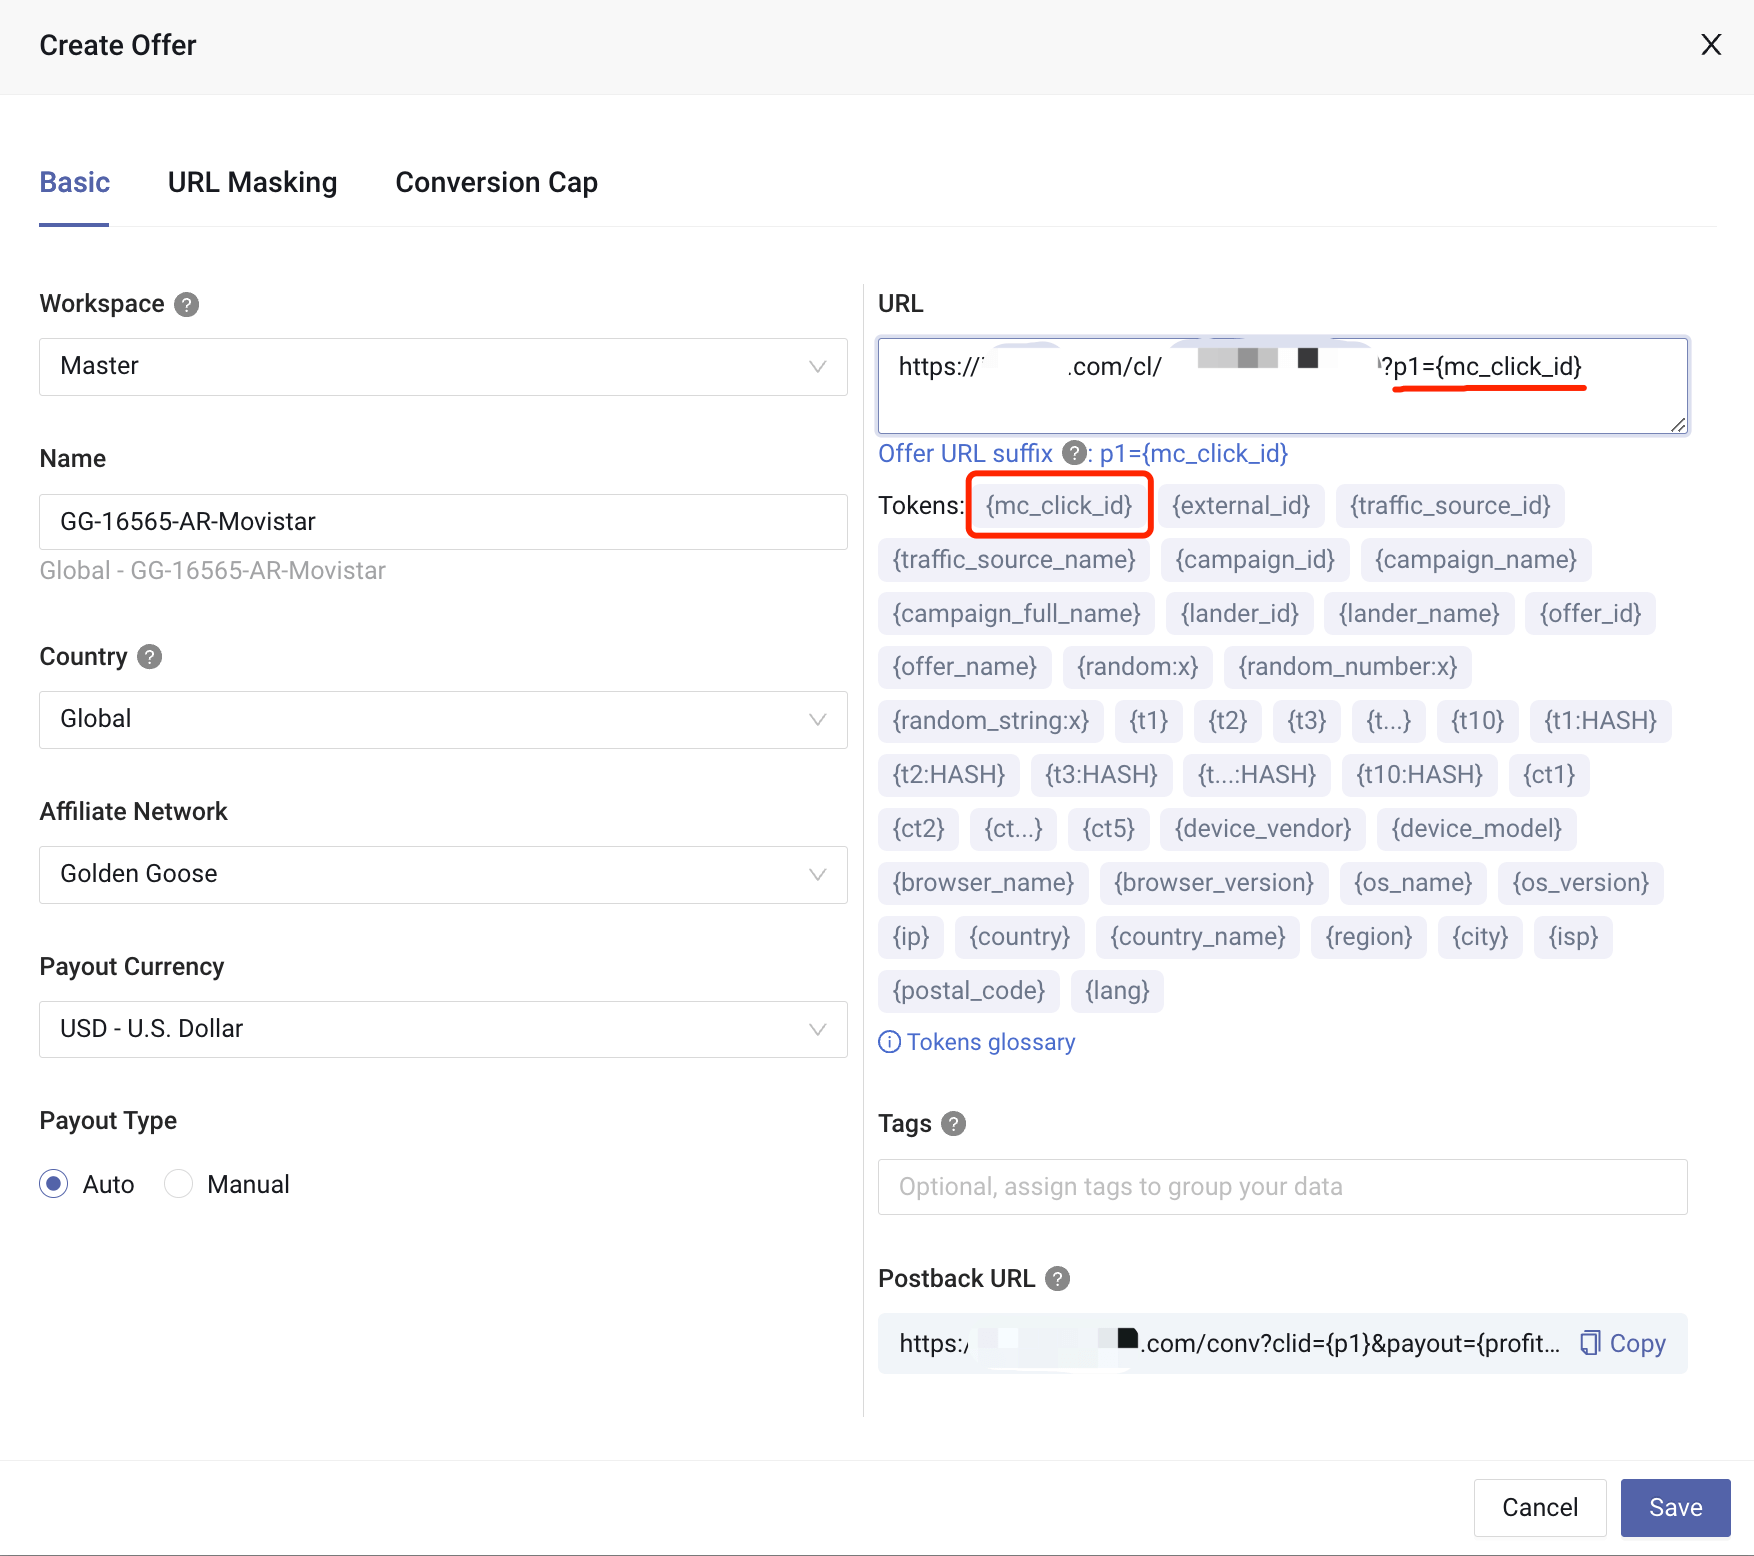 Create Offer
X
Basic
URL Masking
Conversion Cap
Workspace ?
Master
Name
GG-16565-AR-Movistar
Global - GG-16565-AR-Movistar
Country ?
Global
Affiliate Network
Golden Goose
Payout Currency
USD - U.S. Dollar
Payout Type
Auto
Manual
URL
https:// .com/cl/ ?p1={mc_click_id}
Offer URL suffix ? : p1={mc_click_id}
Tokens: {mc_click_id} {external_id} {traffic_source_id}
{traffic_source_name} {campaign_id} {campaign_name}
{campaign_full_name} {lander_id} {lander_name} {offer_id}
{offer_name} {random:x} {random_number:x}
{random_string:x} {t1} {t2} {t3} {t...} {t10} {t1:HASH}
{t2:HASH} {t3:HASH} {t...:HASH} {t10:HASH} {ct1}
{ct2} {ct...} {ct5} {device_vendor} {device_model}
{browser_name} {browser_version} {os_name} {os_version}
{ip} {country} {country_name} {region} {city} {isp}
{postal_code} {lang}
Tokens glossary
Tags ?
Optional, assign tags to group your data
Postback URL ?
https:/ .com/conv?clid={p1}&payout={profit... Copy
Cancel
Save